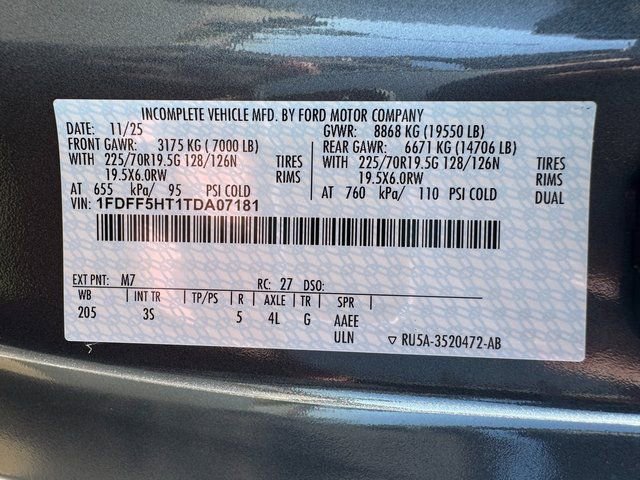 INCOMPLETE VEHICLE MFD. BY FORD MOTOR COMPANY
DATE: 11/25 GVWR: 8868 KG (19550 LB)
FRONT GAWR: 3175 KG ( 7000 LB) REAR GAWR: 6671 KG (14706 LB)
WITH 225/70R19.5G 128/126N TIRES WITH 225/70R19.5G 128/126N TIRES
19.5X6.0RW RIMS 19.5X6.0RW RIMS
AT 655 kPa/ 95 PSI COLD AT 760 kPa/ 110 PSI COLD DUAL
VIN: 1FDFF5HT1TDA07181
EXT PNT: M7 RC: 27 DSO:
WB INT TR TP/PS R AXLE TR SPR
205 3S 5 4L G AAEE
ULN RU5A-3520472-AB